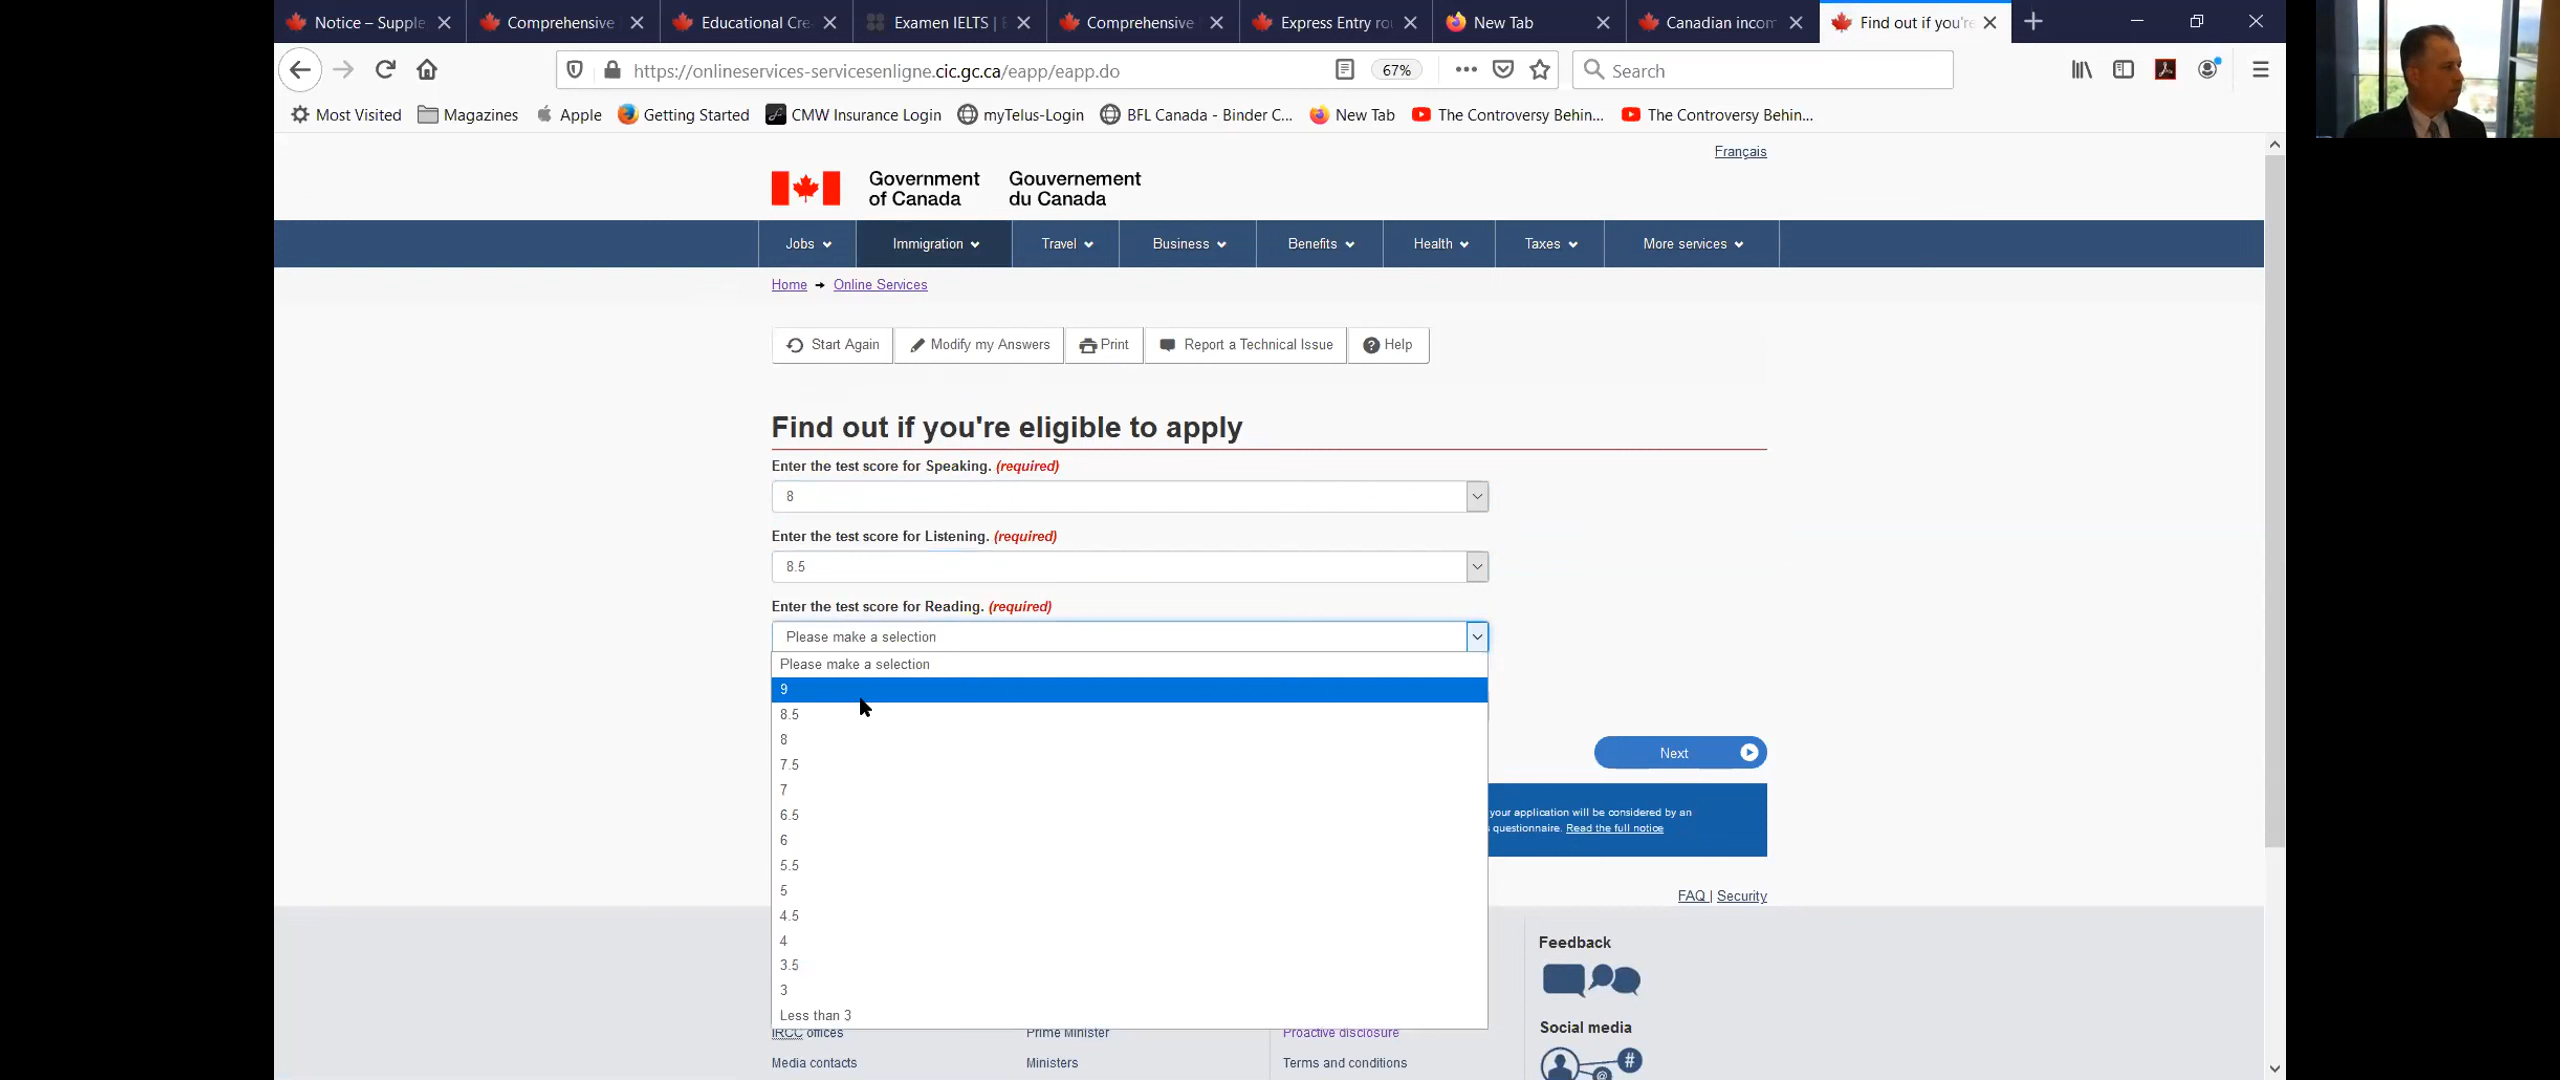 Notice – Supple
Comprehensive
Educational Cre
Examen IELTS | E
Comprehensive
Express Entry ro
New Tab
Canadian incom
Find out if you're
https://onlineservices-servicesenligne.cic.gc.ca/eapp/eapp.do
67%
Search
Most Visited
Magazines
Apple
Getting Started
CMW Insurance Login
myTelus-Login
BFL Canada - Binder C...
New Tab
The Controversy Behin...
The Controversy Behin...
Français
Government of Canada
Gouvernement du Canada
Jobs
Immigration
Travel
Business
Benefits
Health
Taxes
More services
Home
Online Services
Start Again
Modify my Answers
Print
Report a Technical Issue
Help
Find out if you're eligible to apply
Enter the test score for Speaking. (required)
8
Enter the test score for Listening. (required)
8.5
Enter the test score for Reading. (required)
Please make a selection
Please make a selection
9
8.5
8
7.5
7
6.5
6
5.5
5
4.5
4
3.5
3
Less than 3
Next
your application will be considered by an
questionnaire. Read the full notice
FAQ | Security
Feedback
Social media
IRCC offices
Prime Minister
Proactive disclosure
Media contacts
Ministers
Terms and conditions